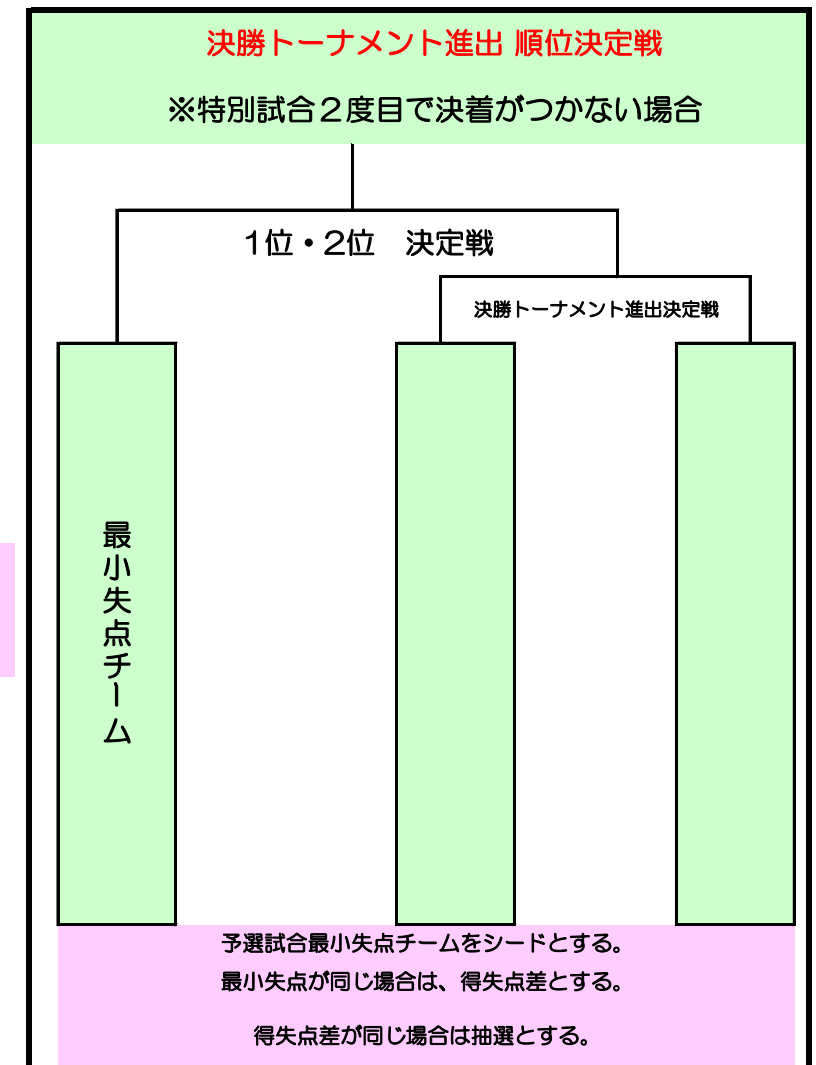 決勝トーナメント進出 順位決定戦
※特別試合２度目で決着がつかない場合
1位・2位　決定戦
決勝トーナメント進出決定戦
最小失点チーム
予選試合最小失点チームをシードとする。
最小失点が同じ場合は、得失点差とする。
得失点差が同じ場合は抽選とする。